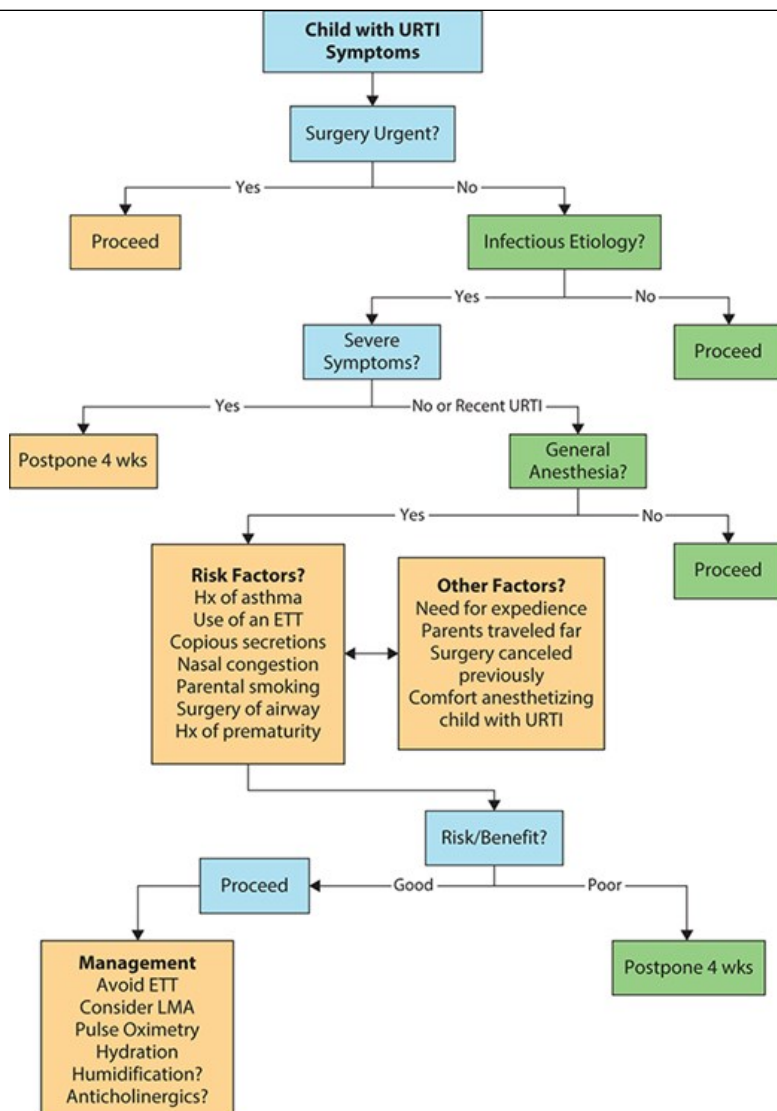 Child with URTI
Symptoms
Surgery Urgent?
Yes
No
Proceed
Infectious Etiology?
Yes
No
Severe
Symptoms?
Proceed
Yes
No or Recent URTI
Postpone 4 wks
General
Anesthesia?
Yes
No
Proceed
Risk Factors?
Hx of asthma
Use of an ETT
Copious secretions
Nasal congestion
Parental smoking
Surgery of airway
Hx of prematurity
Other Factors?
Need for expedience
Parents traveled far
Surgery canceled
previously
Comfort anesthetizing
child with URTI
Risk/Benefit?
Proceed
Good
Poor
Management
Avoid ETT
Consider LMA
Pulse Oximetry
Hydration
Humidification?
Anticholinergics?
Postpone 4 wks